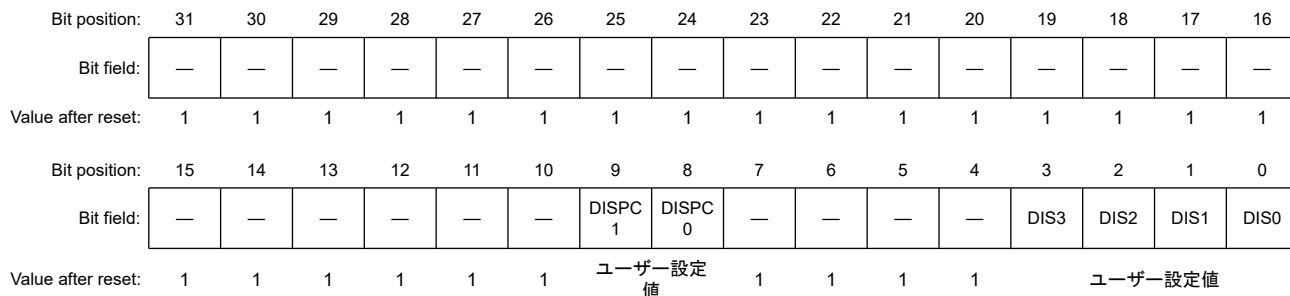 Bit position: 31 30 29 28 27 26 25 24 23 22 21 20 19 18 17 16
Bit field: — — — — — — — — — — — — — — — —
Value after reset: 1 1 1 1 1 1 1 1 1 1 1 1 1 1 1 1
Bit position: 15 14 13 12 11 10 9 8 7 6 5 4 3 2 1 0
Bit field: — — — — — — DISPC1 DISPC0 — — — — DIS3 DIS2 DIS1 DIS0
Value after reset: 1 1 1 1 1 1 ユーザー設定値 1 1 1 1 ユーザー設定値